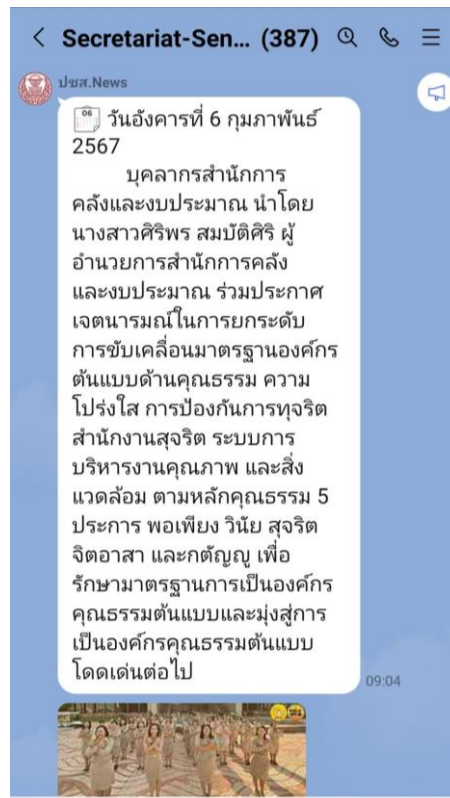 Secretariat-Sen... (387)
ปชส.News
06 วันอังคารที่ 6 กุมภาพันธ์
2567
บุคลากรสำนักการ
คลังและงบประมาณ นำโดย
นางสาวศิริพร สมบัติศิริ ผู้
อำนวยการสำนักการคลัง
และงบประมาณ ร่วมประกาศ
เจตนารมณ์ในการยกระดับ
การขับเคลื่อนมาตรฐานองค์กร
ต้นแบบด้านคุณธรรม ความ
โปร่งใส การป้องกันการทุจริต
สำนักงานสุจริต ระบบการ
บริหารงานคุณภาพ และสิ่ง
แวดล้อม ตามหลักคุณธรรม 5
ประการ พอเพียง วินัย สุจริต
จิตอาสา และกตัญญู เพื่อ
รักษามาตรฐานการเป็นองค์กร
คุณธรรมต้นแบบและมุ่งสู่การ
เป็นองค์กรคุณธรรมต้นแบบ
โดดเด่นต่อไป
09:04